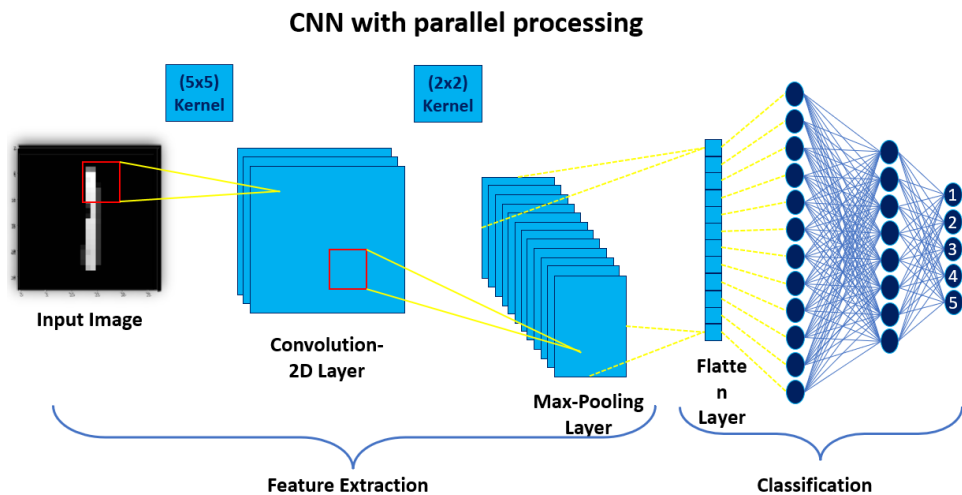 CNN with parallel processing
(5x5)
Kernel
(2x2)
Kernel
Input Image
Convolution-
2D Layer
Max-Pooling
Layer
Flatte
n
Layer
1
2
3
4
5
Feature Extraction
Classification